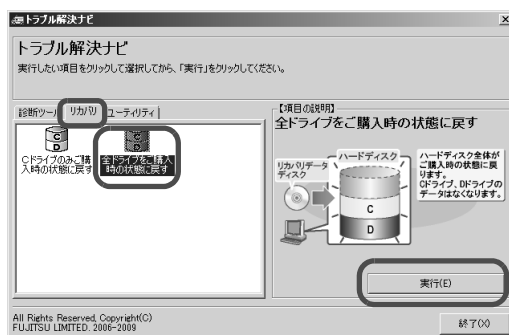 トラブル解決ナビ
トラブル解決ナビ
実行したい項目をクリックして選択してから、「実行」をクリックしてください。
診断ツール
リカバリ
ユーティリティ
Cドライブのみご購入時の状態に戻す
全ドライブをご購入時の状態に戻す
【項目の説明】
全ドライブをご購入時の状態に戻す
リカバリデータ
ディスク
ハードディスク
C
D
ハードディスク全体が
ご購入時の状態に戻
ります。
Cドライブ、Dドライブの
データはなくなります。
実行(E)
All Rights Reserved, Copyright(C)
FUJITSU LIMITED. 2006-2009
終了(X)